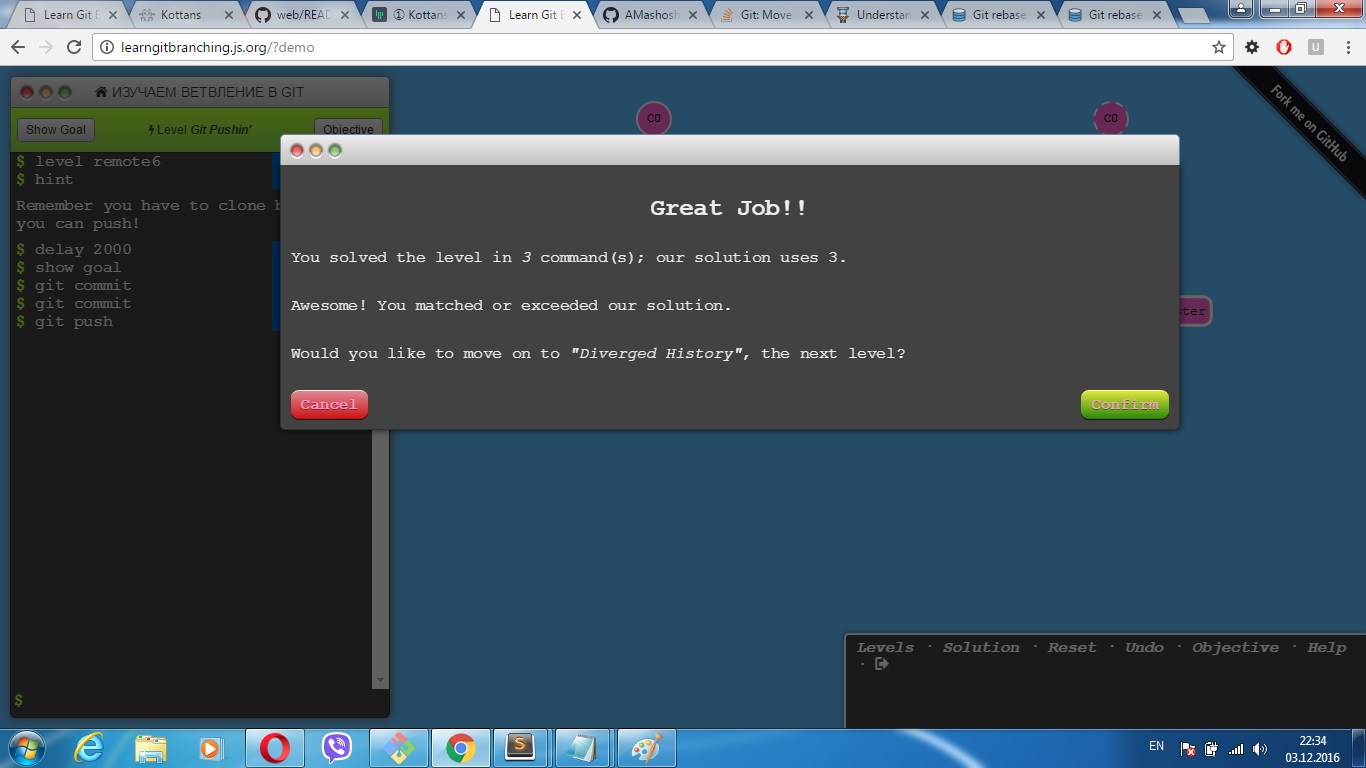 Learn Git E
Kottans
web/READ
① Kottans
Learn Git E
AMashosh
Git: Move
Understan
Git rebase
Git rebase
learngitbranching.js.org/?demo
ИЗУЧАЕМ ВЕТВЛЕНИЕ В GIT
Show Goal
Level Git Pushin'
Objective
$ level remote6
$ hint
Remember you have to clone
you can push!
$ delay 2000
$ show goal
$ git commit
$ git commit
$ git push
$
C0
C0
Fork me on GitHub
Great Job!!
You solved the level in 3 command(s); our solution uses 3.
Awesome! You matched or exceeded our solution.
Would you like to move on to "Diverged History", the next level?
Cancel
Confirm
Levels · Solution · Reset · Undo · Objective · Help
·
EN
22:34
03.12.2016